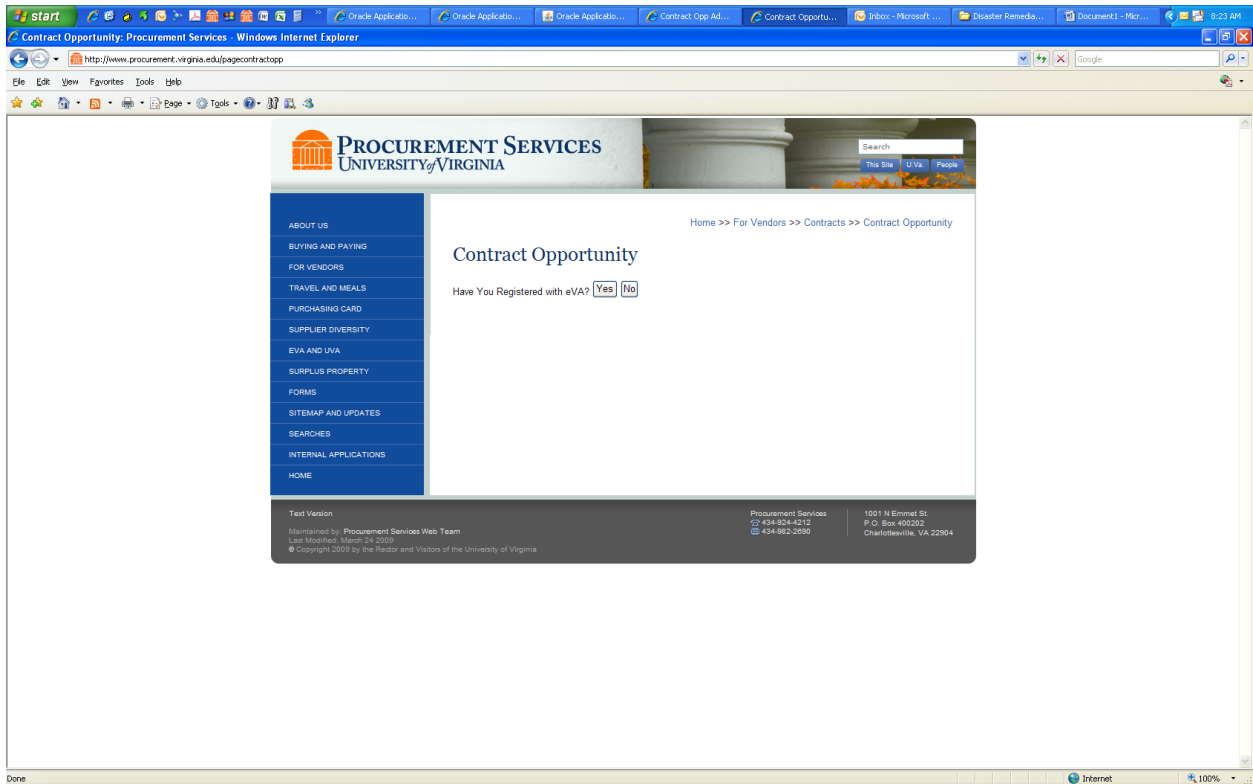 start
Oracle Applicatio...
Oracle Applicatio...
Oracle Applicatio...
Contract Opp Ad...
Contract Opportu...
Inbox - Microsoft ...
Disaster Remedia...
Document1 - Micr...
8:23 AM
Contract Opportunity: Procurement Services - Windows Internet Explorer
http://www.procurement.virginia.edu/pagecontractopp
Google
File Edit View Favorites Tools Help
Page Tools
PROCUREMENT SERVICES
UNIVERSITY of VIRGINIA
Search
This Site U.Va. People
Home >> For Vendors >> Contracts >> Contract Opportunity
ABOUT US
BUYING AND PAYING
FOR VENDORS
TRAVEL AND MEALS
PURCHASING CARD
SUPPLIER DIVERSITY
EVA AND UVA
SURPLUS PROPERTY
FORMS
SITEMAP AND UPDATES
SEARCHES
INTERNAL APPLICATIONS
HOME
Contract Opportunity
Have You Registered with eVA? Yes No
Text Version
Maintained by: Procurement Services Web Team
Last Modified: March 24 2009
© Copyright 2009 by the Rector and Visitors of the University of Virginia
Procurement Services
434-924-4212
434-982-2690
1001 N Emmet St.
P.O. Box 400202
Charlottesville, VA 22904
Done
Internet
100%